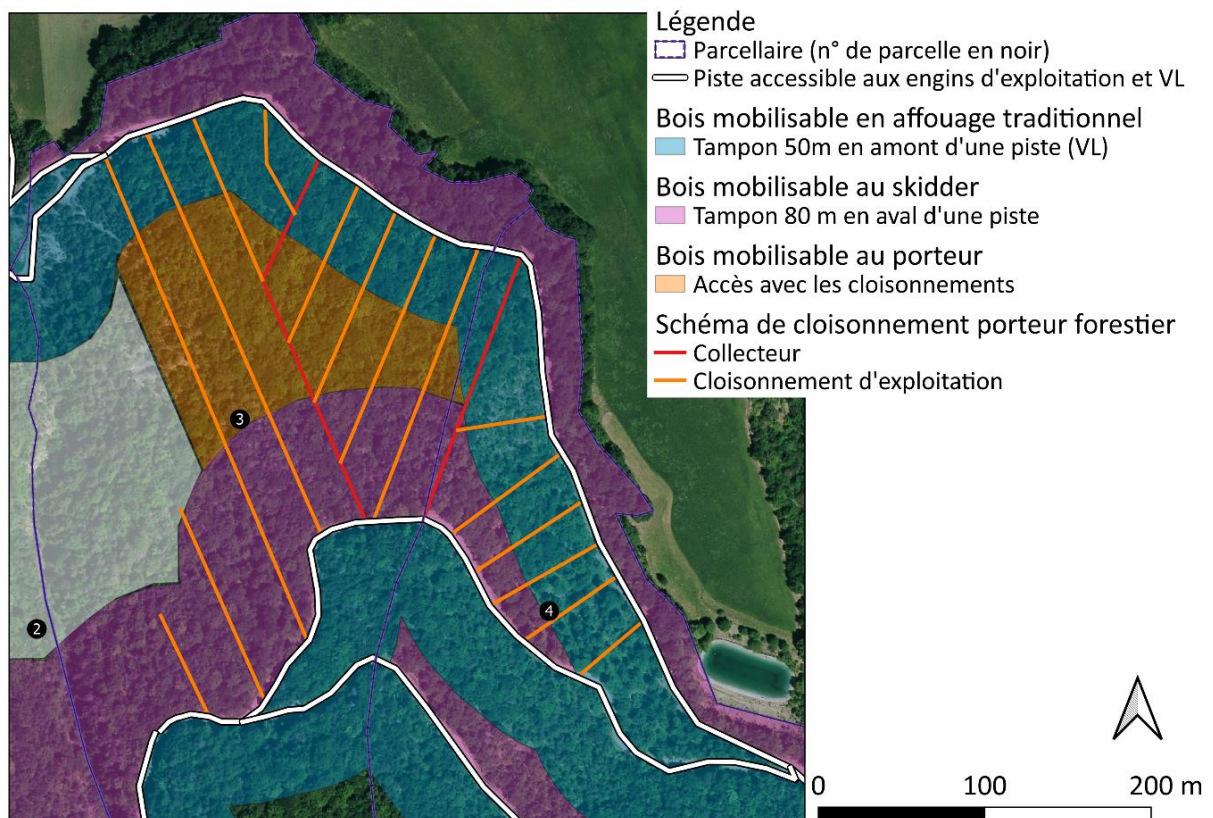 Légende
Parcellaire (n° de parcelle en noir)
Piste accessible aux engins d'exploitation et VL
Bois mobilisable en affouage traditionnel
Tampon 50m en amont d'une piste (VL)
Bois mobilisable au skidder
Tampon 80 m en aval d'une piste
Bois mobilisable au porteur
Accès avec les cloisonnements
Schéma de cloisonnement porteur forestier
Collecteur
Cloisonnement d'exploitation
3
4
2
0 100 200 m